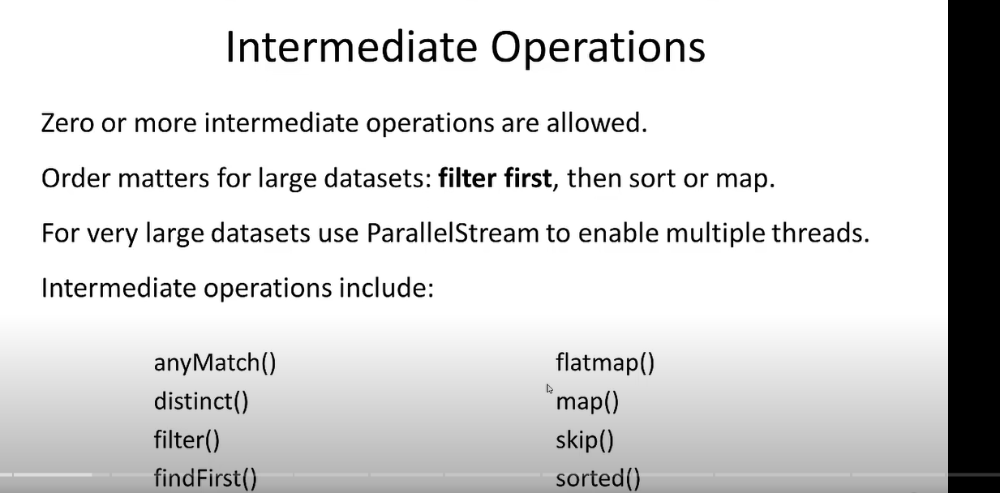 Intermediate Operations
Zero or more intermediate operations are allowed.
Order matters for large datasets: filter first, then sort or map.
For very large datasets use ParallelStream to enable multiple threads.
Intermediate operations include:
anyMatch()
distinct()
filter()
findFirst()
flatmap()
map()
skip()
sorted()